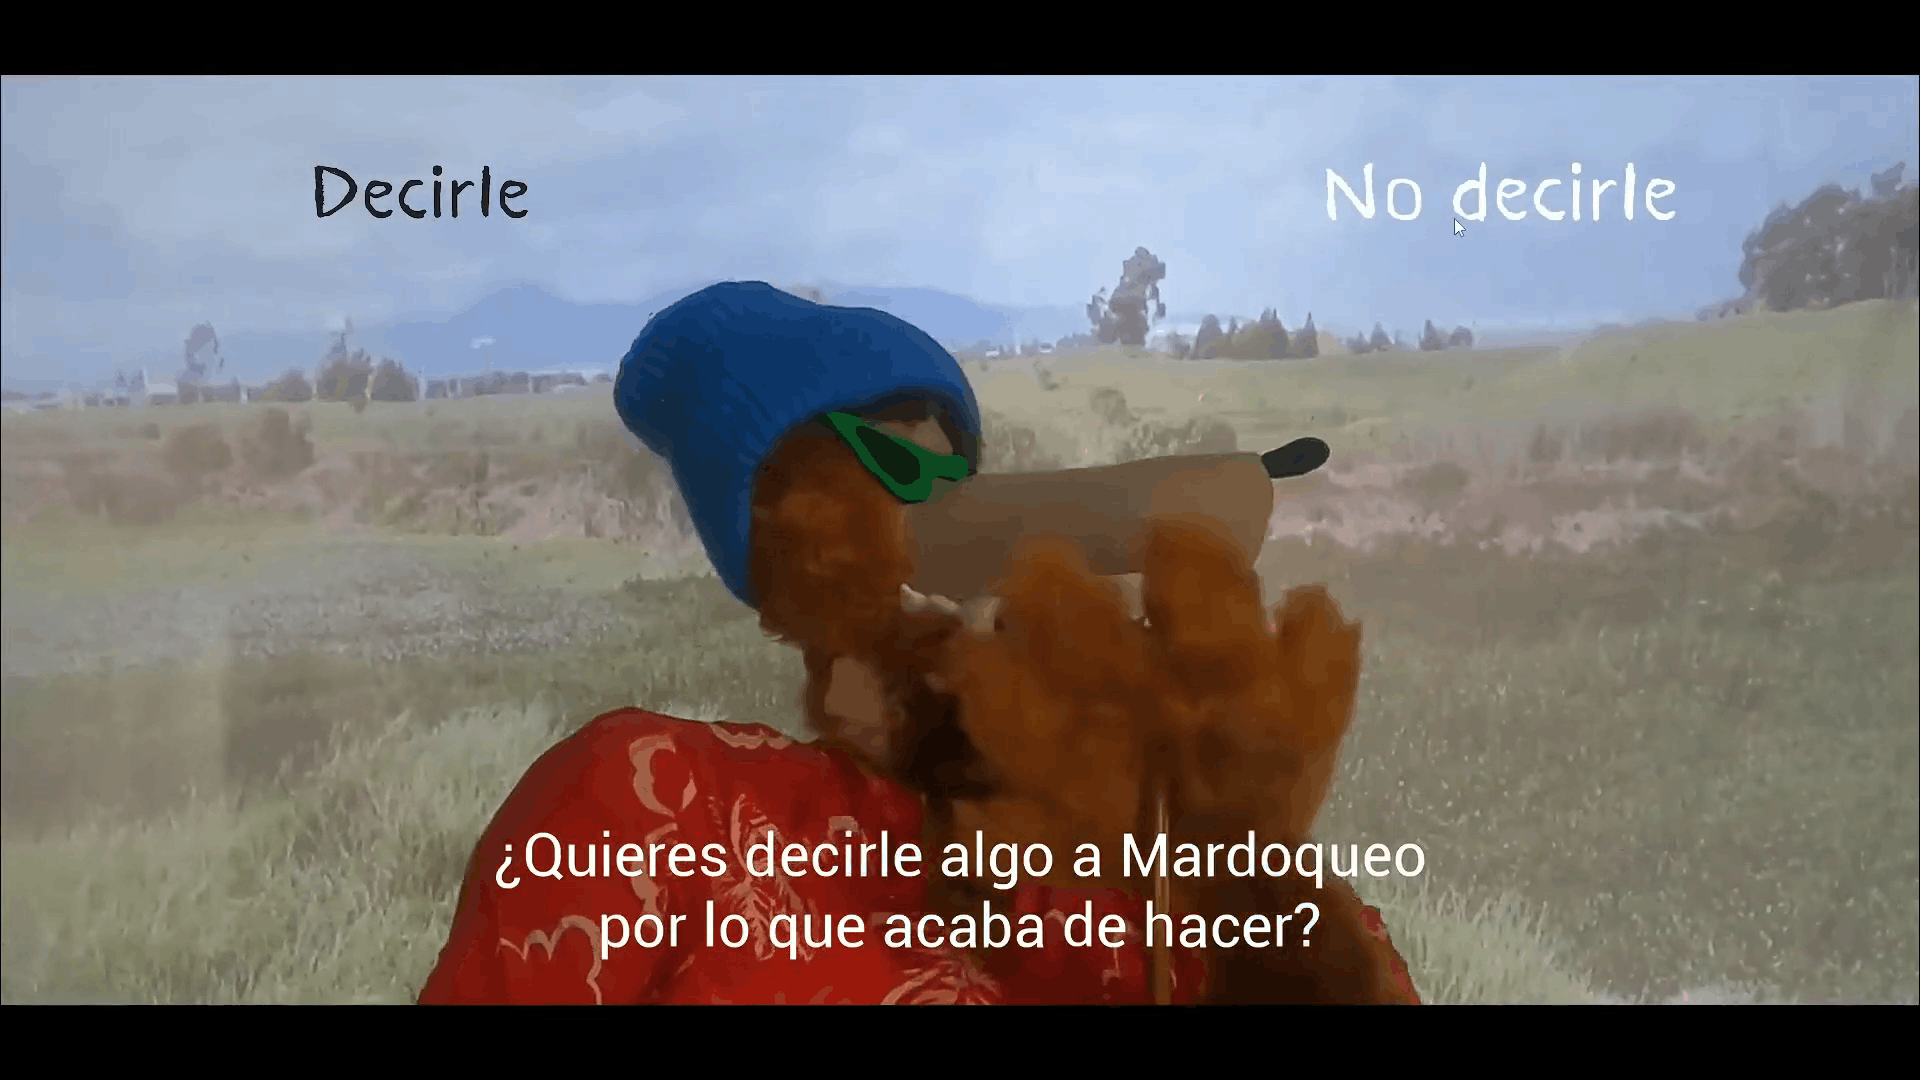 Decirle
No decirle
¿Quieres decirle algo a Mardoqueo
por lo que acaba de hacer?